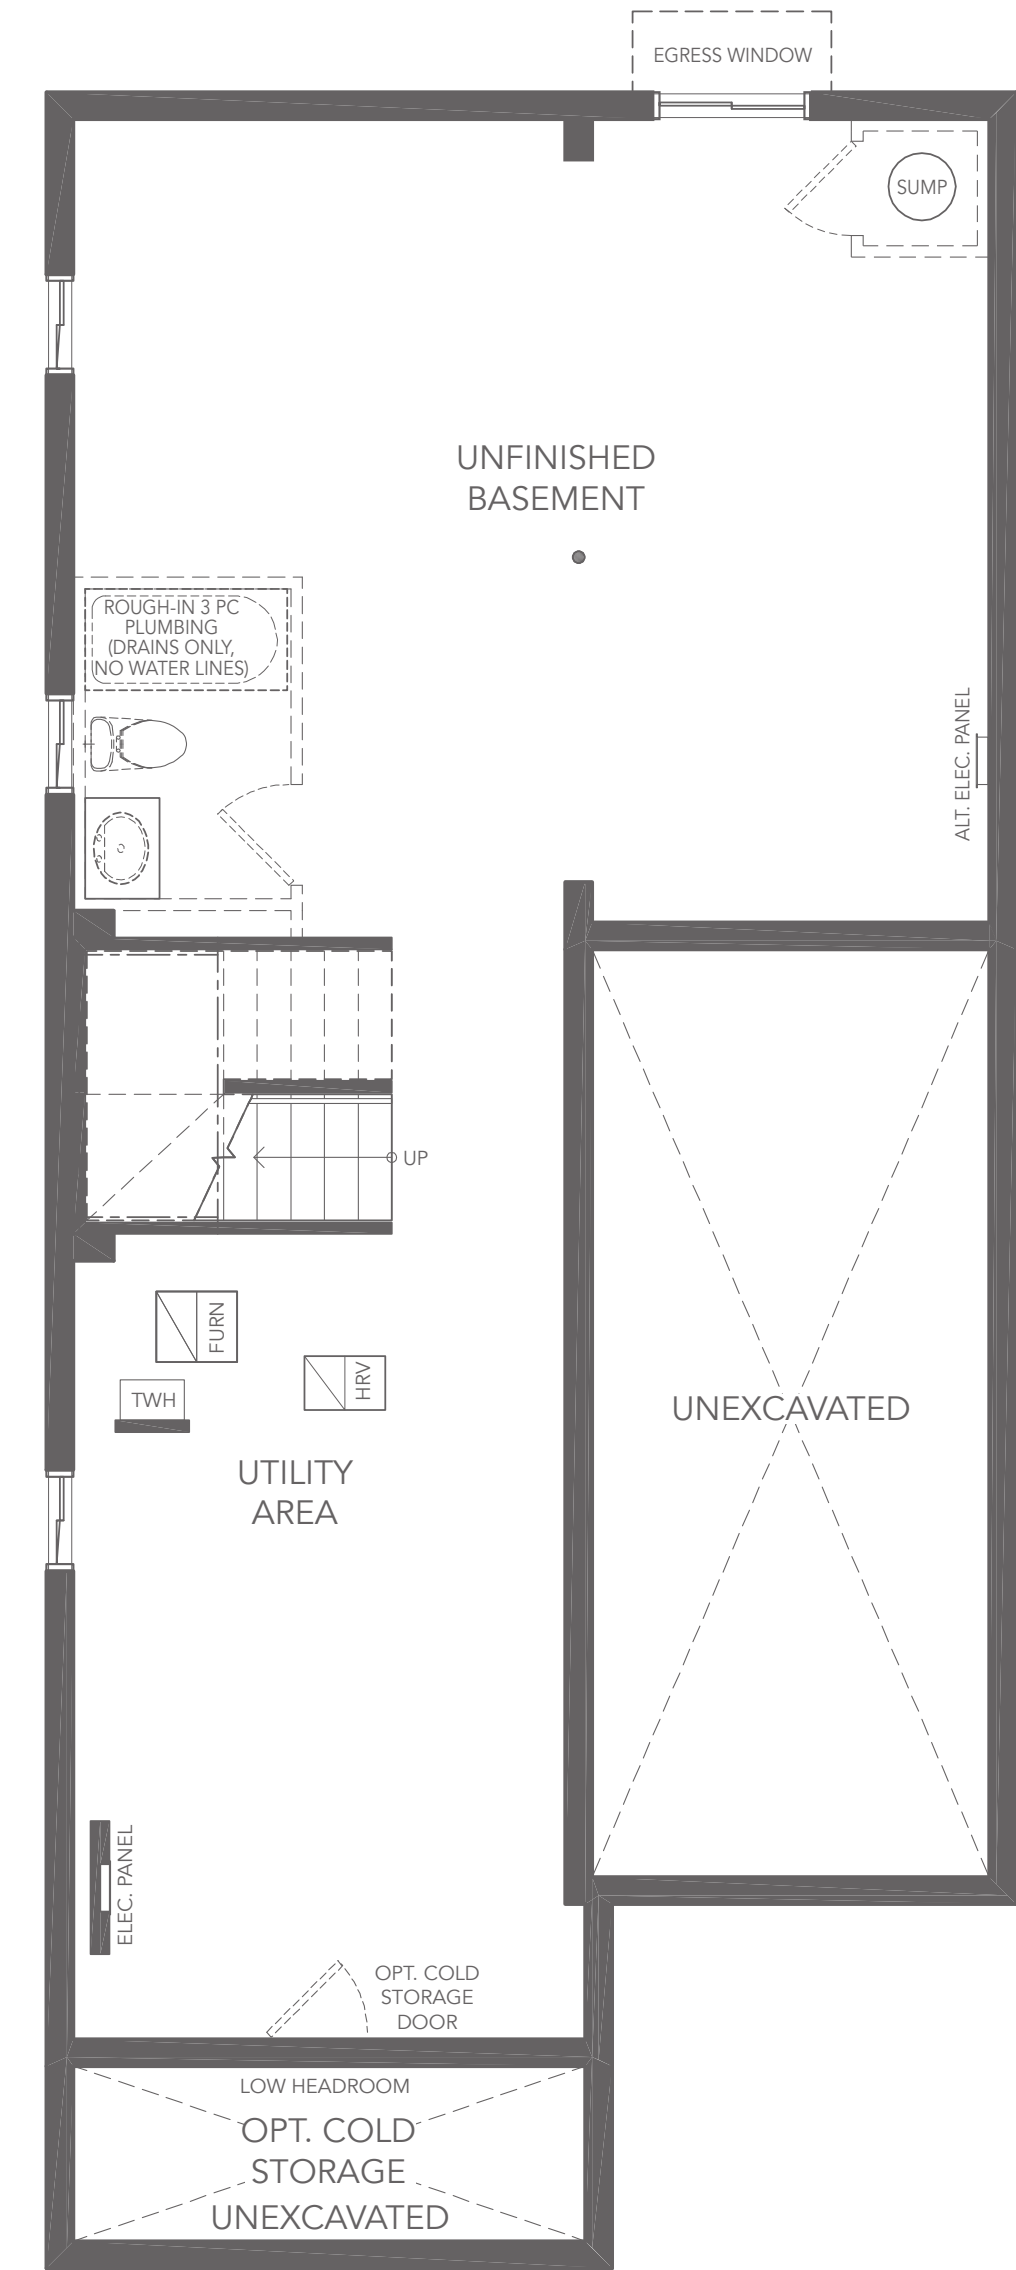 EGRESS WINDOW
SUMP
UNFINISHED
BASEMENT
ROUGH-IN 3 PC
PLUMBING
(DRAINS ONLY,
NO WATER LINES)
ALT. ELEC. PANEL
UP
FURN
HRV
TWH
UNEXCAVATED
UTILITY
AREA
ELEC. PANEL
OPT. COLD
STORAGE
DOOR
LOW HEADROOM
OPT. COLD
STORAGE
UNEXCAVATED